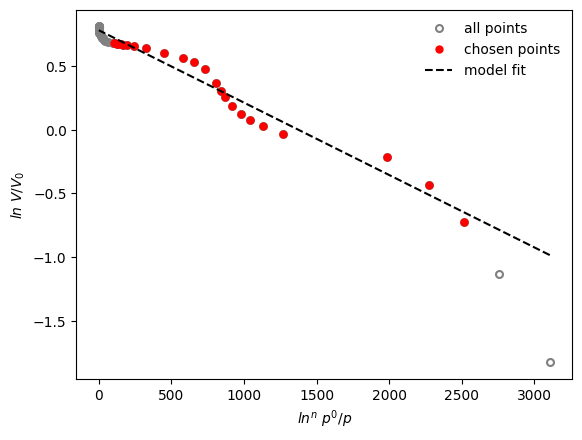 all points
chosen points
model fit
0.5
0.0
−0.5
−1.0
−1.5
ln V/V₀
0 500 1000 1500 2000 2500 3000
lnⁿ p⁰/p